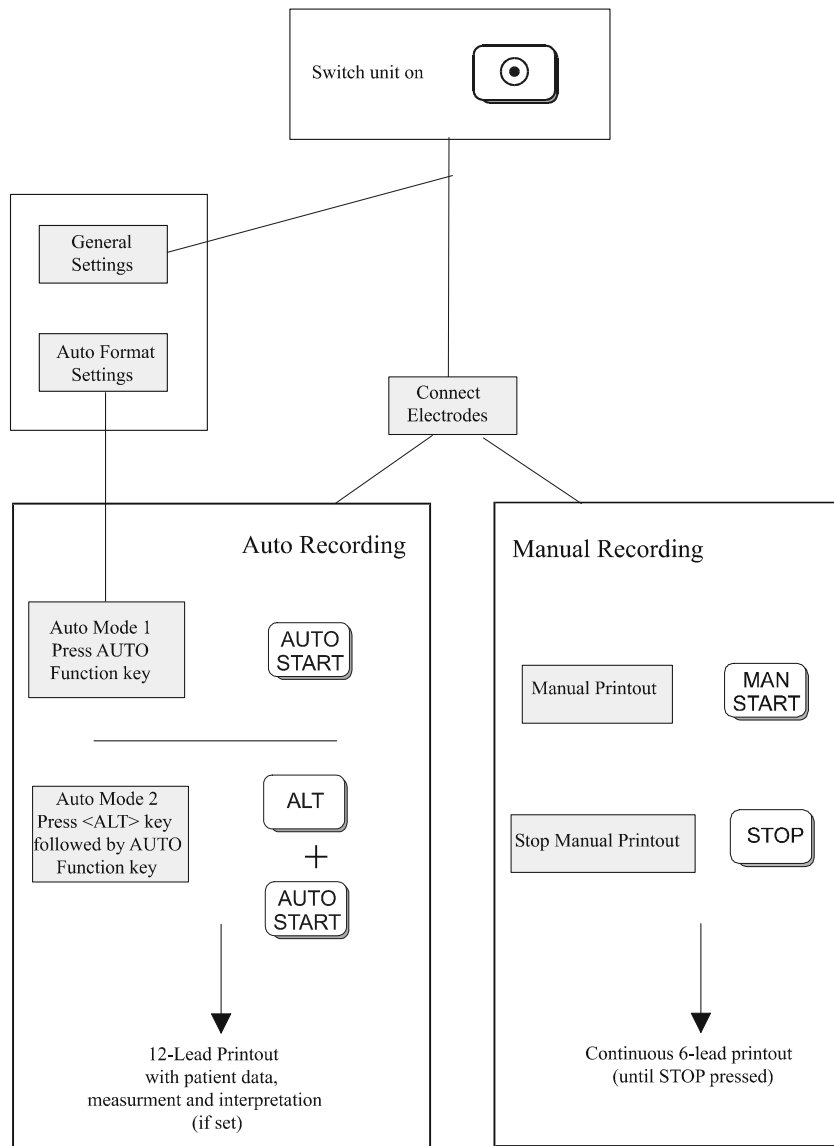 Switch unit on
General
Settings
Auto Format
Settings
Connect
Electrodes
Auto Recording
Auto Mode 1
Press AUTO
Function key
AUTO
START
Auto Mode 2
Press <ALT> key
followed by AUTO
Function key
ALT
+
AUTO
START
12-Lead Printout
with patient data,
measurment and interpretation
(if set)
Manual Recording
Manual Printout
MAN
START
Stop Manual Printout
STOP
Continuous 6-lead printout
(until STOP pressed)